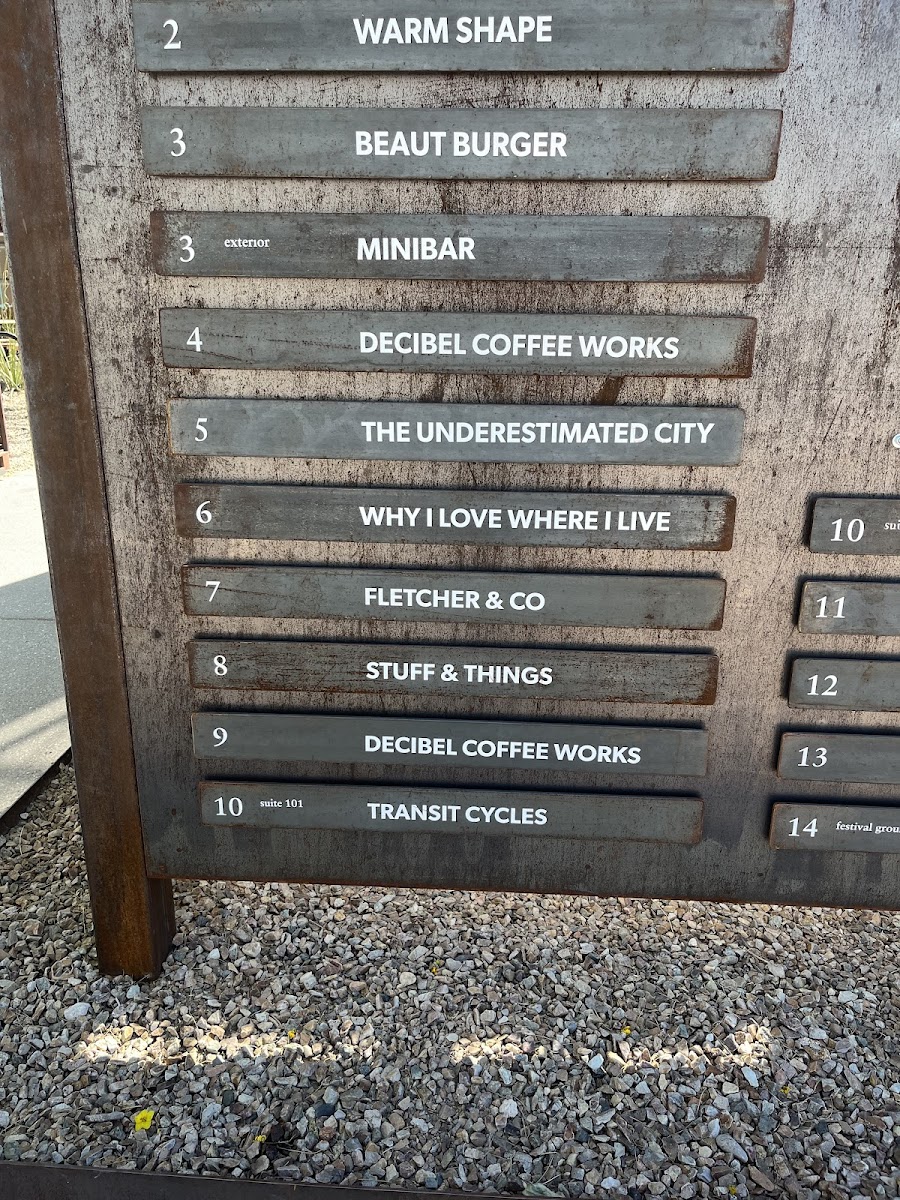 2 WARM SHAPE
3 BEAUT BURGER
3 exterior MINIBAR
4 DECIBEL COFFEE WORKS
5 THE UNDERESTIMATED CITY
6 WHY I LOVE WHERE I LIVE
7 FLETCHER & CO
8 STUFF & THINGS
9 DECIBEL COFFEE WORKS
10 suite 101 TRANSIT CYCLES
10
11
12
13
14 festival